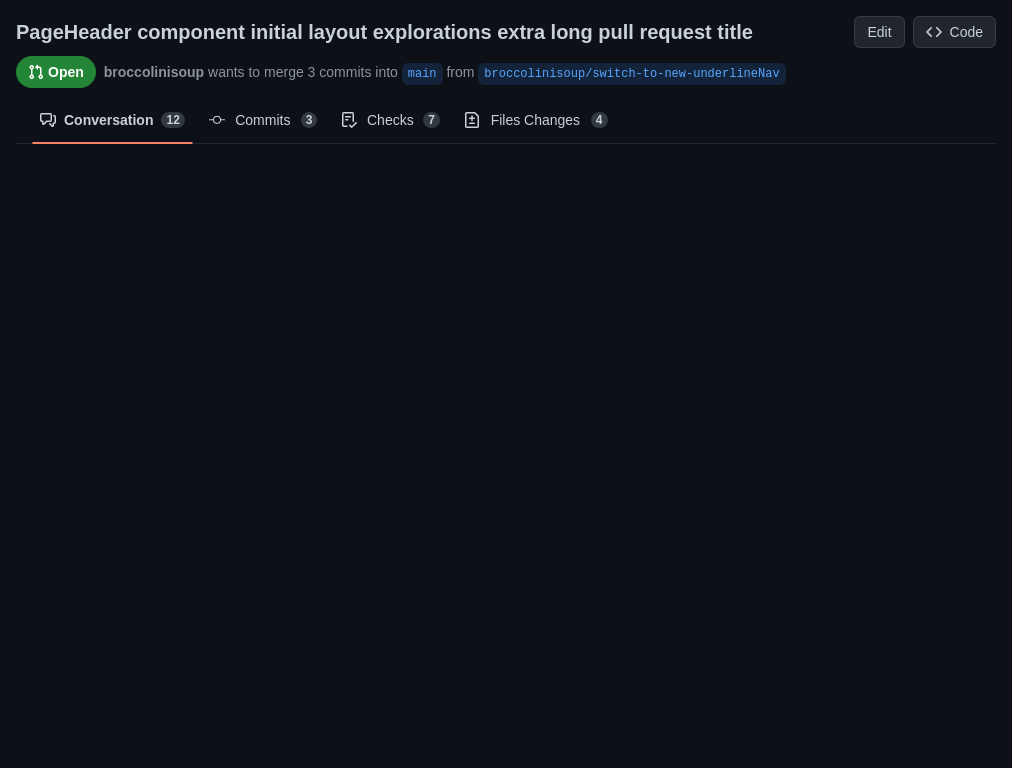 PageHeader component initial layout explorations extra long pull request title Edit Code
Open broccolinisoup wants to merge 3 commits into main from broccolinisoup/switch-to-new-underlineNav
Conversation 12 Commits 3 Checks 7 Files Changes 4